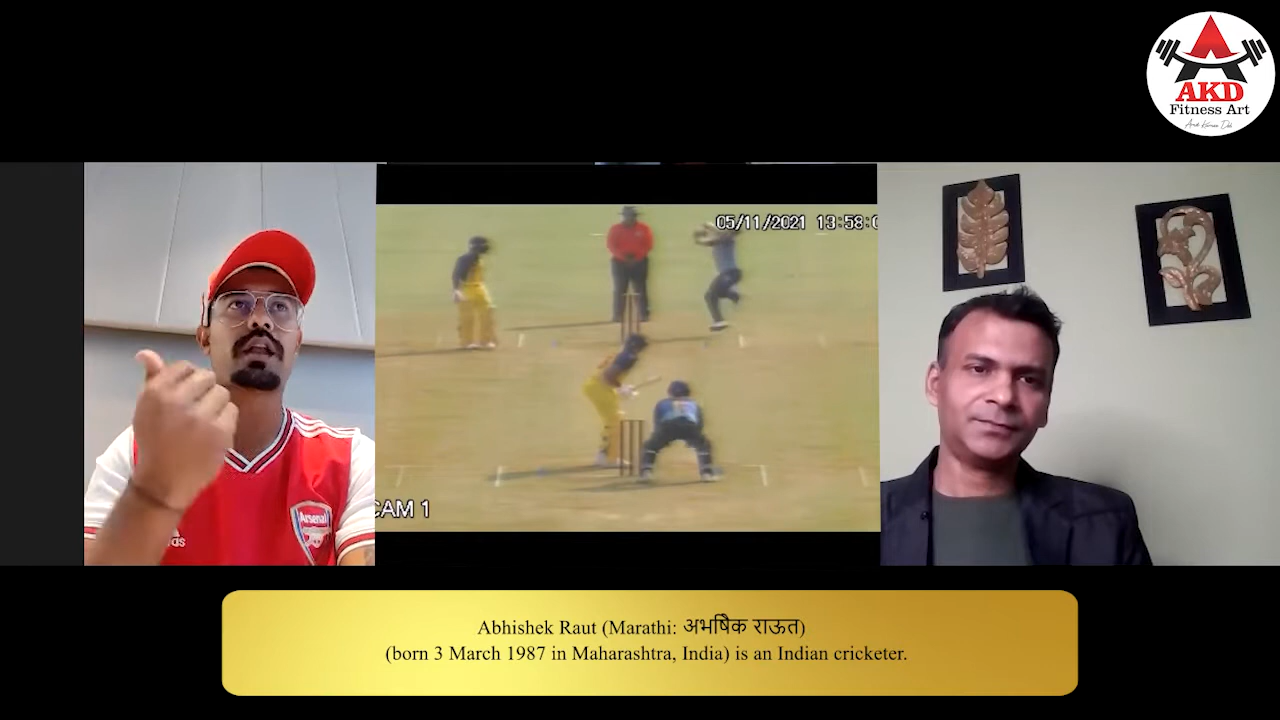 AKD
Fitness Art
05/11/2021 13:58:0
CAM 1
Arsenal
Abhishek Raut (Marathi: अभषेिक राऊत)
(born 3 March 1987 in Maharashtra, India) is an Indian cricketer.